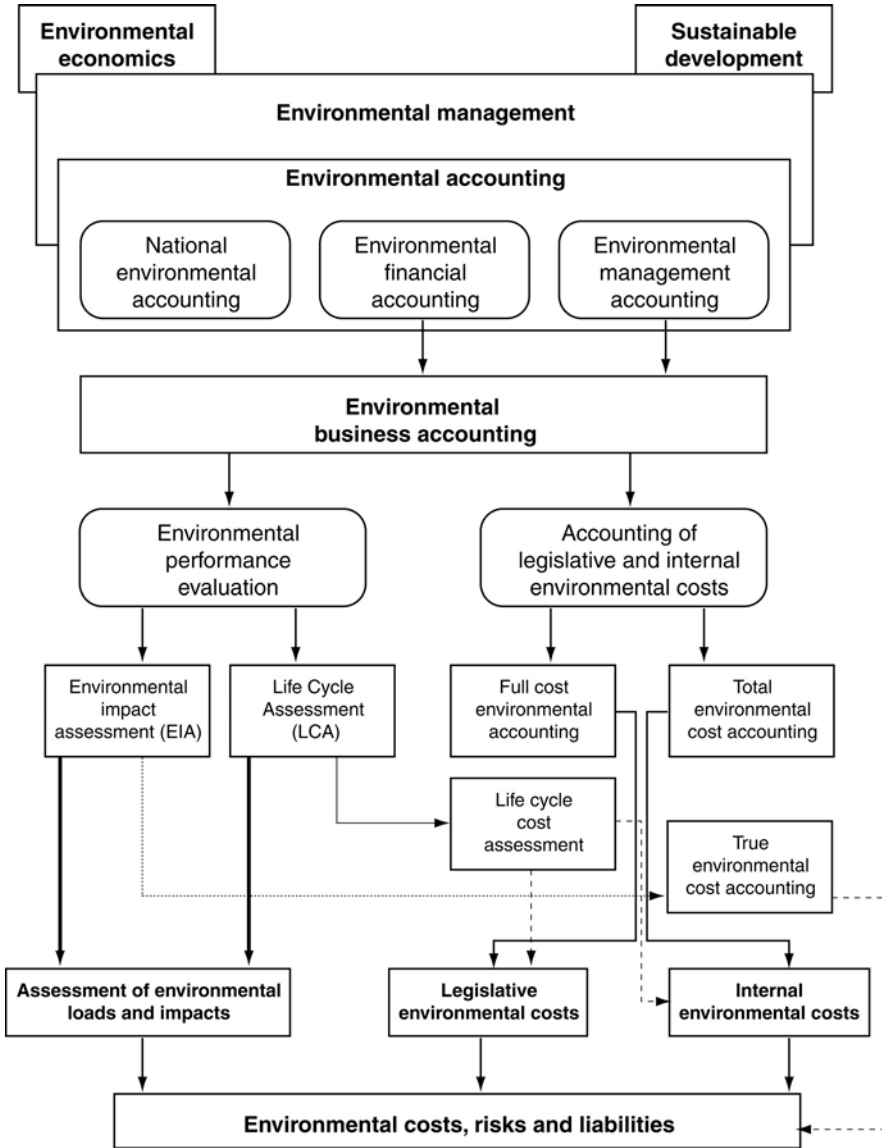 Environmental
economics
Sustainable
development
Environmental management
Environmental accounting
National
environmental
accounting
Environmental
financial
accounting
Environmental
management
accounting
Environmental
business accounting
Environmental
performance
evaluation
Accounting of
legislative and internal
environmental costs
Environmental
impact
assessment (EIA)
Life Cycle
Assessment
(LCA)
Full cost
environmental
accounting
Total
environmental
cost accounting
Life cycle
cost
assessment
True
environmental
cost accounting
Assessment of environmental
loads and impacts
Legislative
environmental costs
Internal
environmental costs
Environmental costs, risks and liabilities